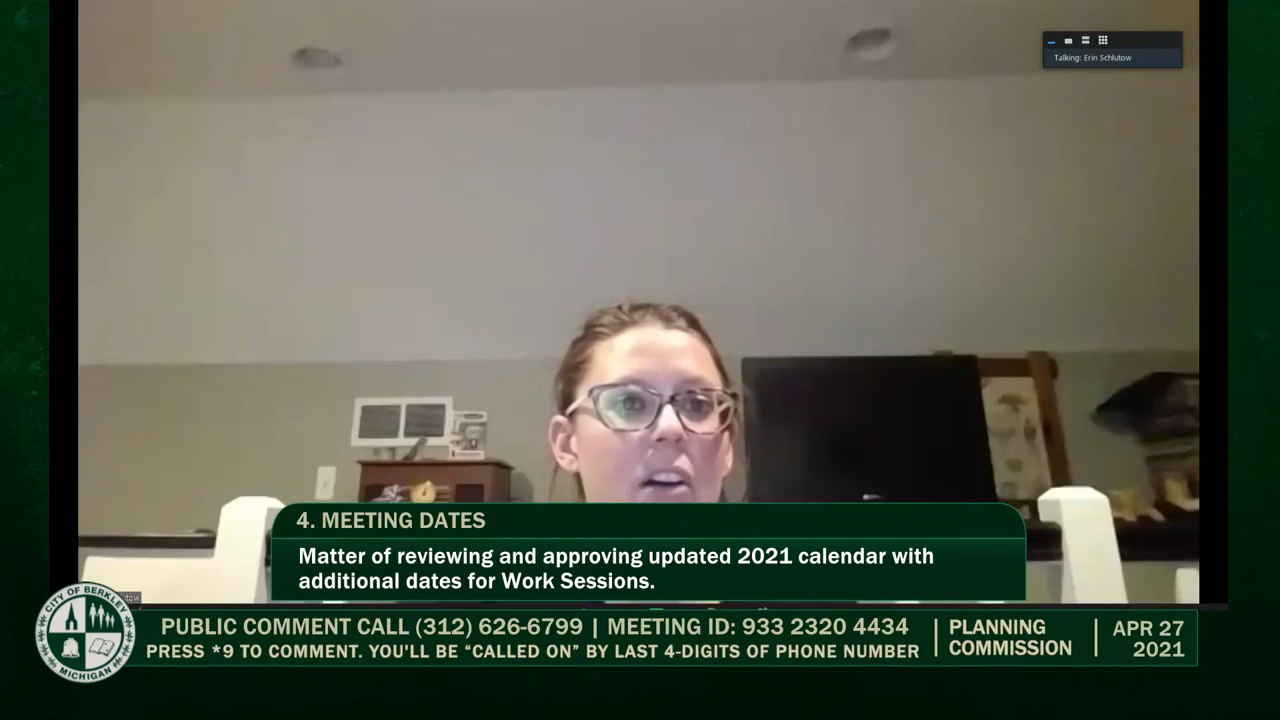 Talking: Erin Schlutow
4. MEETING DATES
Matter of reviewing and approving updated 2021 calendar with
additional dates for Work Sessions.
CITY OF BERKLEY
MICHIGAN
PUBLIC COMMENT CALL (312) 626-6799 | MEETING ID: 933 2320 4434
PRESS *9 TO COMMENT. YOU'LL BE “CALLED ON” BY LAST 4-DIGITS OF PHONE NUMBER
PLANNING
COMMISSION
APR 27
2021